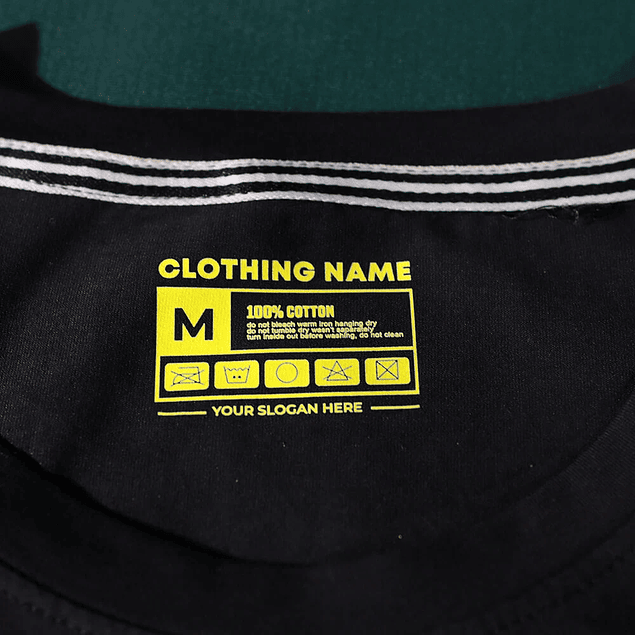 CLOTHING NAME
M
100% COTTON
do not bleach warm iron hanging dry
do not tumble dry wasn't separately
turn inside out before washing, do not clean
YOUR SLOGAN HERE